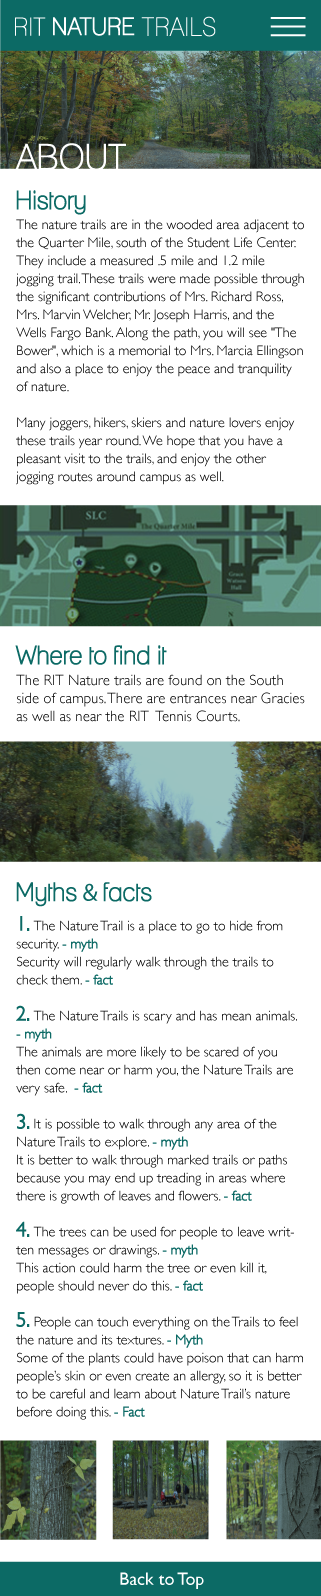 RIT NATURE TRAILS
ABOUT
History
The nature trails are in the wooded area adjacent to
the Quarter Mile, south of the Student Life Center.
They include a measured .5 mile and 1.2 mile
jogging trail. These trails were made possible through
the significant contributions of Mrs. Richard Ross,
Mrs. Marvin Welcher, Mr. Joseph Harris, and the
Wells Fargo Bank. Along the path, you will see "The
Bower", which is a memorial to Mrs. Marcia Ellingson
and also a place to enjoy the peace and tranquility
of nature.
Many joggers, hikers, skiers and nature lovers enjoy
these trails year round. We hope that you have a
pleasant visit to the trails, and enjoy the other
jogging routes around campus as well.
SLC
The Quarter Mile
Grace
Watson
Hall
N
Where to find it
The RIT Nature trails are found on the South
side of campus. There are entrances near Gracies
as well as near the RIT Tennis Courts.
Myths & facts
1. The Nature Trail is a place to go to hide from
security. - myth
Security will regularly walk through the trails to
check them. - fact
2. The Nature Trails is scary and has mean animals.
- myth
The animals are more likely to be scared of you
then come near or harm you, the Nature Trails are
very safe. - fact
3. It is possible to walk through any area of the
Nature Trails to explore. - myth
It is better to walk through marked trails or paths
because you may end up treading in areas where
there is growth of leaves and flowers. - fact
4. The trees can be used for people to leave writ-
ten messages or drawings. - myth
This action could harm the tree or even kill it,
people should never do this. - fact
5. People can touch everything on the Trails to feel
the nature and its textures. - Myth
Some of the plants could have poison that can harm
people's skin or even create an allergy, so it is better
to be careful and learn about Nature Trail's nature
before doing this. - Fact
Back to Top